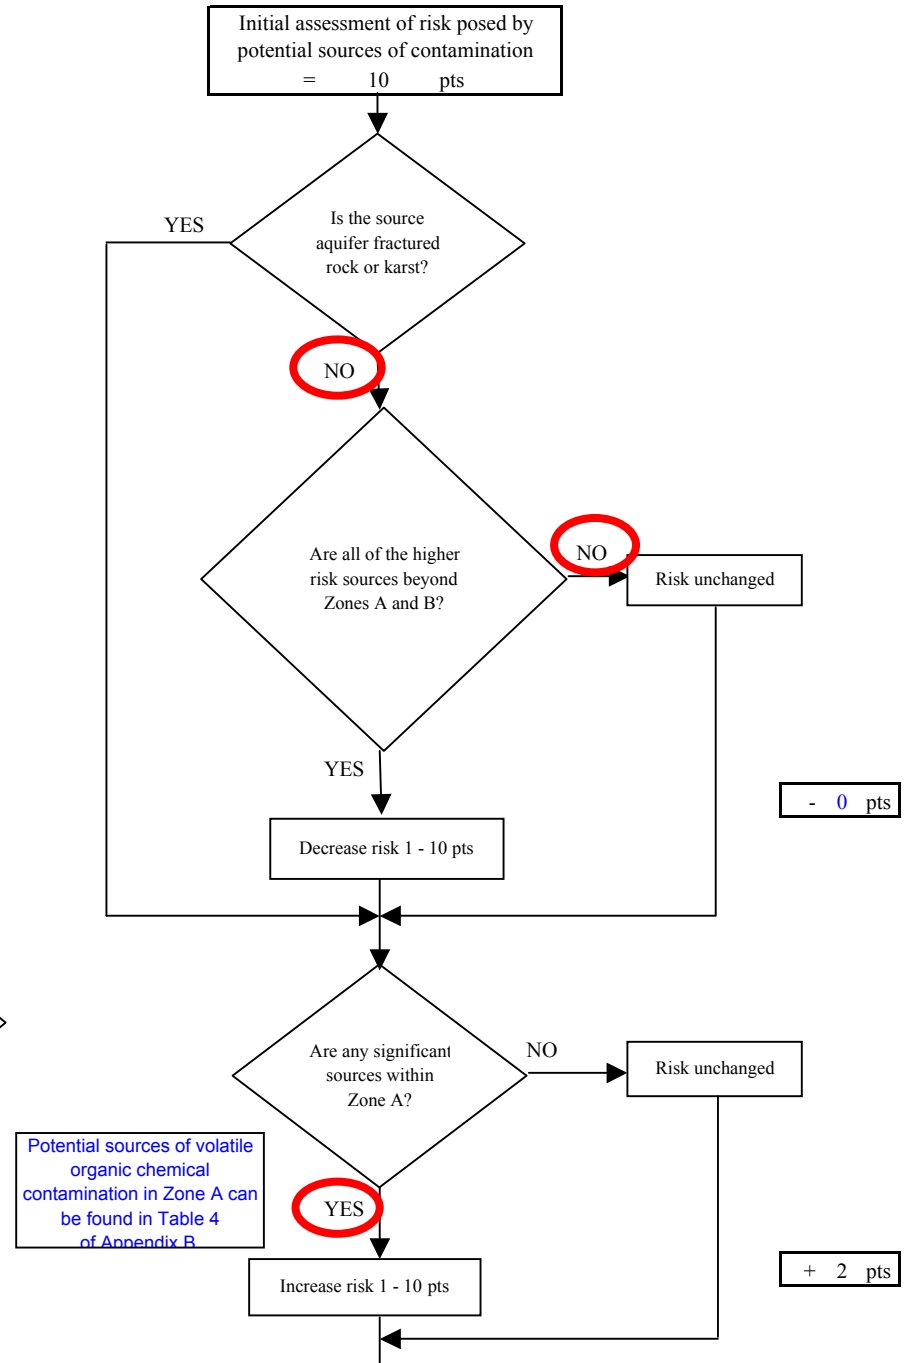 Initial assessment of risk posed by
potential sources of contamination
= 10 pts
YES
Is the source
aquifer fractured
rock or karst?
NO
Are all of the higher
risk sources beyond
Zones A and B?
NO
Risk unchanged
YES
- 0 pts
Decrease risk 1 - 10 pts
Are any significant
sources within
Zone A?
NO
Risk unchanged
Potential sources of volatile
organic chemical
contamination in Zone A can
be found in Table 4
of Appendix B
YES
+ 2 pts
Increase risk 1 - 10 pts